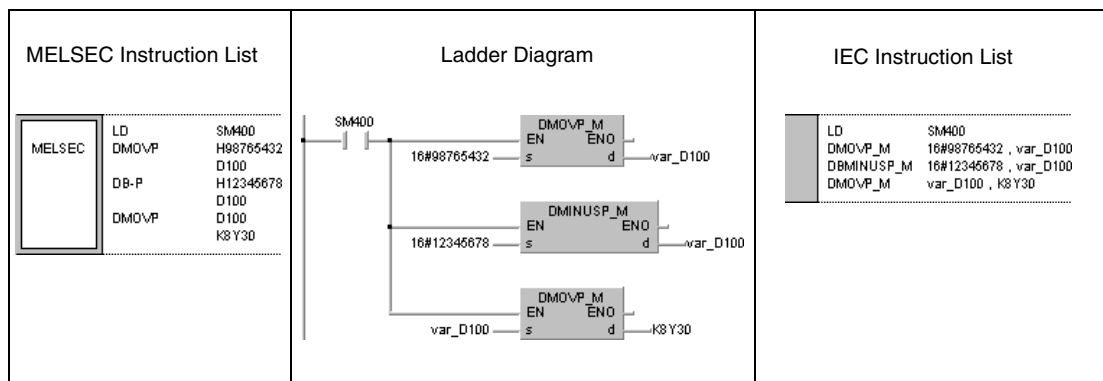 MELSEC Instruction List
MELSEC
LD SM400
DMOVP H98765432
D100
DB-P H12345678
D100
DMOVP D100
K8Y30
Ladder Diagram
SM400
DMOVP_M
EN ENO
16#98765432 s d var_D100
DMINUSP_M
EN ENO
16#12345678 s d var_D100
DMOVP_M
EN ENO
var_D100 s d K8Y30
IEC Instruction List
LD SM400
DMOVP_M 16#98765432 , var_D100
DBMINUSP_M 16#12345678 , var_D100
DMOVP_M var_D100 , K8Y30